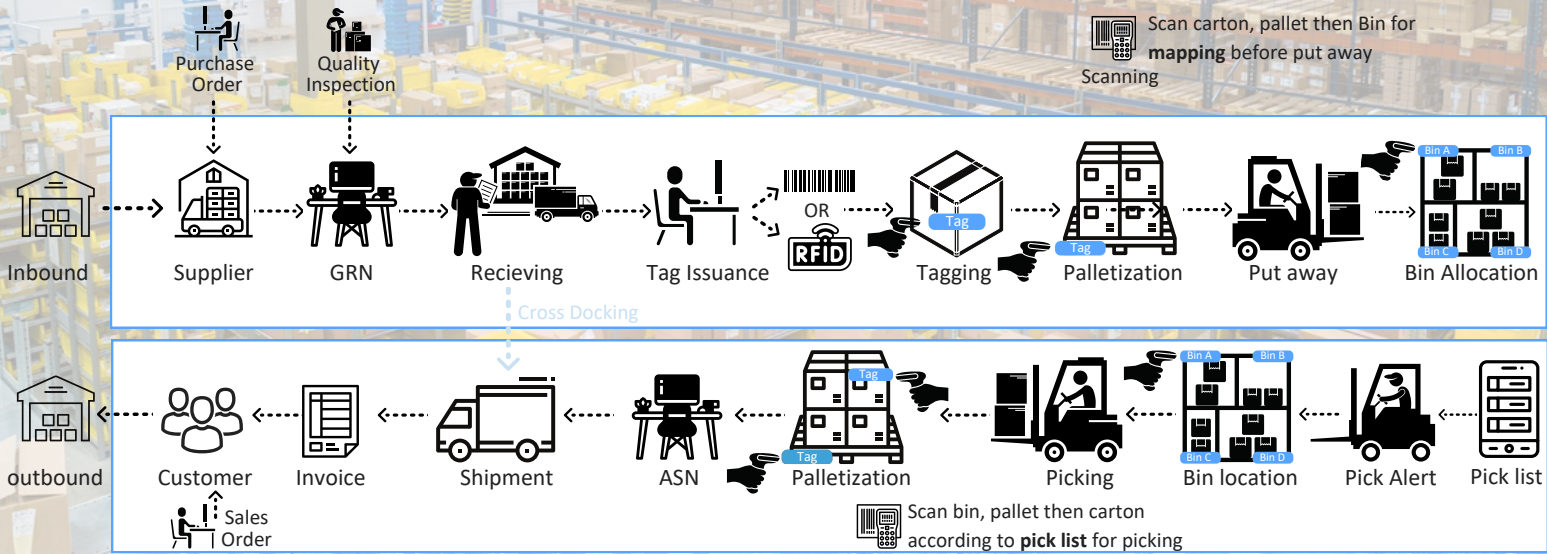 Purchase
Order
Quality
Inspection
Scan carton, pallet then Bin for
mapping before put away
Scanning
Inbound
Supplier
GRN
Recieving
Tag Issuance
OR
RFID
Tag
Tagging
Tag
Palletization
Put away
Bin A
Bin B
Bin C
Bin D
Bin Allocation
Cross Docking
outbound
Customer
Invoice
Shipment
ASN
Tag
Tag
Palletization
Picking
Bin A
Bin B
Bin C
Bin D
Bin location
Pick Alert
Pick list
Sales
Order
Scan bin, pallet then carton
according to pick list for picking